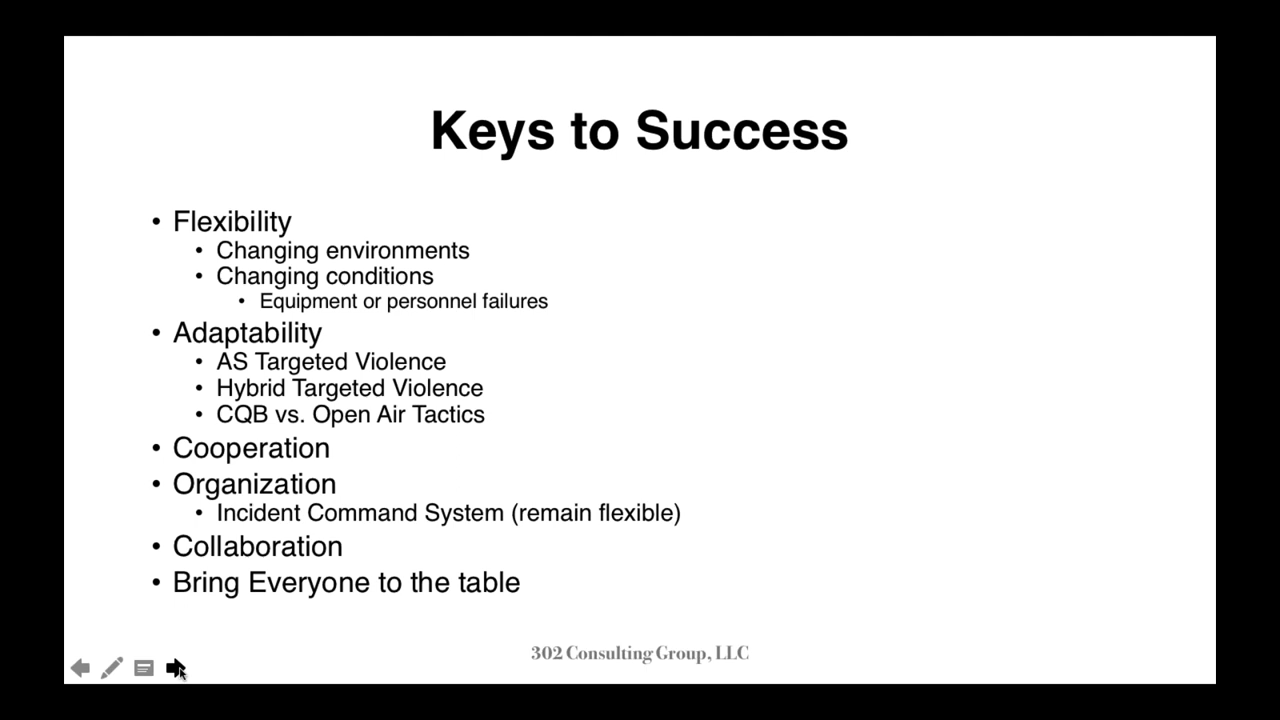 Keys to Success
• Flexibility
• Changing environments
• Changing conditions
• Equipment or personnel failures
• Adaptability
• AS Targeted Violence
• Hybrid Targeted Violence
• CQB vs. Open Air Tactics
• Cooperation
• Organization
• Incident Command System (remain flexible)
• Collaboration
• Bring Everyone to the table
302 Consulting Group, LLC